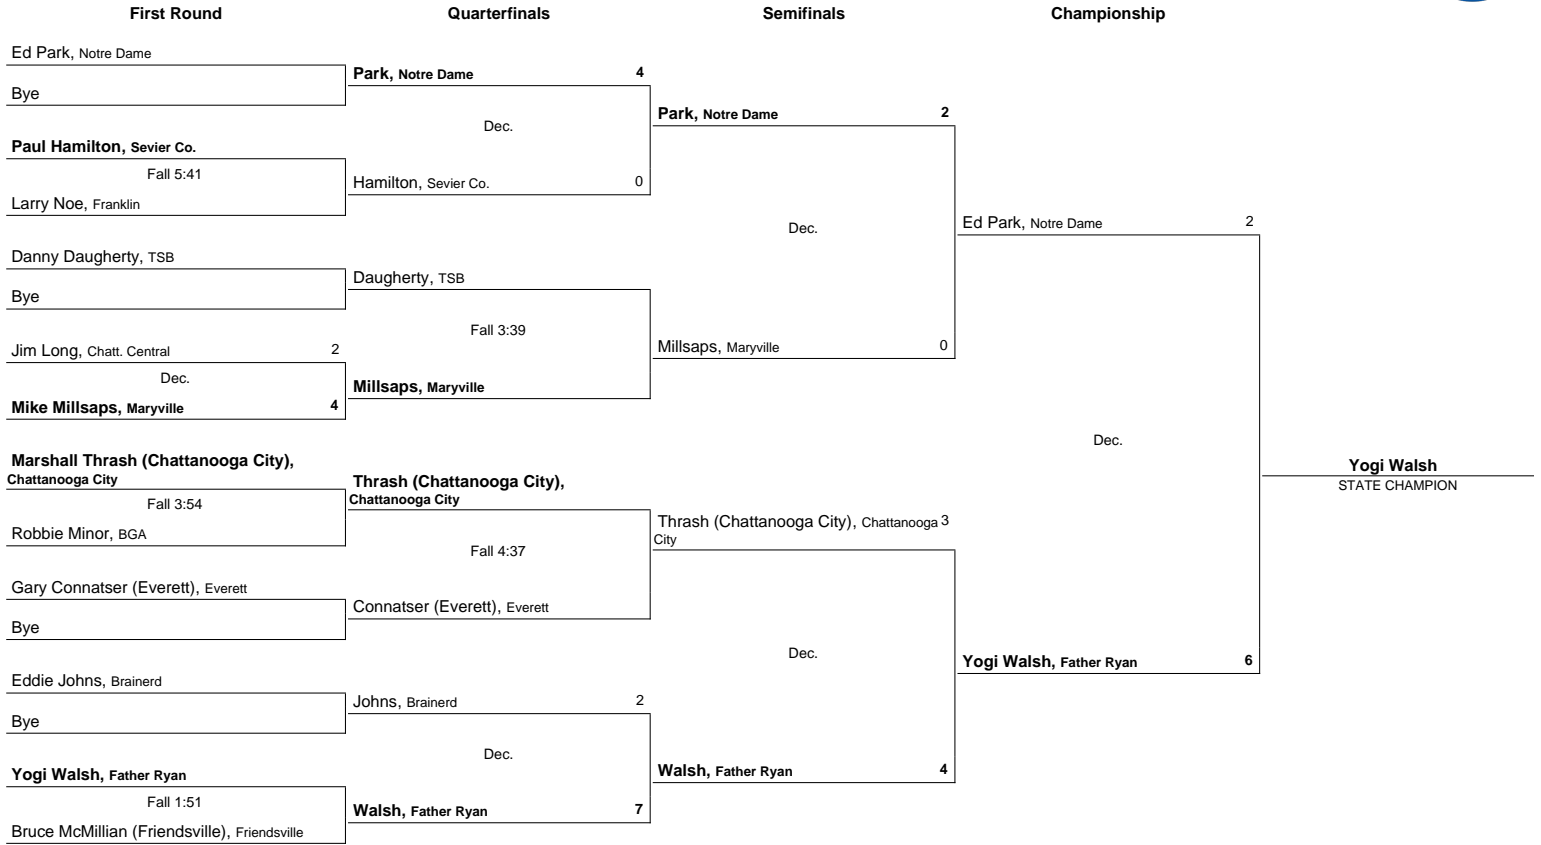 First Round
Quarterfinals
Semifinals
Championship
Ed Park, Notre Dame
Bye
Paul Hamilton, Sevier Co.
Fall 5:41
Larry Noe, Franklin
Danny Daugherty, TSB
Bye
Jim Long, Chatt. Central 2
Dec.
Mike Millsaps, Maryville 4
Marshall Thrash (Chattanooga City),
Chattanooga City
Fall 3:54
Robbie Minor, BGA
Gary Connatser (Everett), Everett
Bye
Eddie Johns, Brainerd
Bye
Yogi Walsh, Father Ryan
Fall 1:51
Bruce McMillian (Friendsville), Friendsville
Park, Notre Dame 4
Dec.
Hamilton, Sevier Co. 0
Daugherty, TSB
Fall 3:39
Millsaps, Maryville
Thrash (Chattanooga City),
Chattanooga City
Fall 4:37
Connatser (Everett), Everett
Johns, Brainerd 2
Dec.
Walsh, Father Ryan 7
Park, Notre Dame 2
Dec.
Millsaps, Maryville 0
Thrash (Chattanooga City), Chattanooga 3
City
Dec.
Walsh, Father Ryan 4
Ed Park, Notre Dame 2
Dec.
Yogi Walsh, Father Ryan 6
Yogi Walsh
STATE CHAMPION